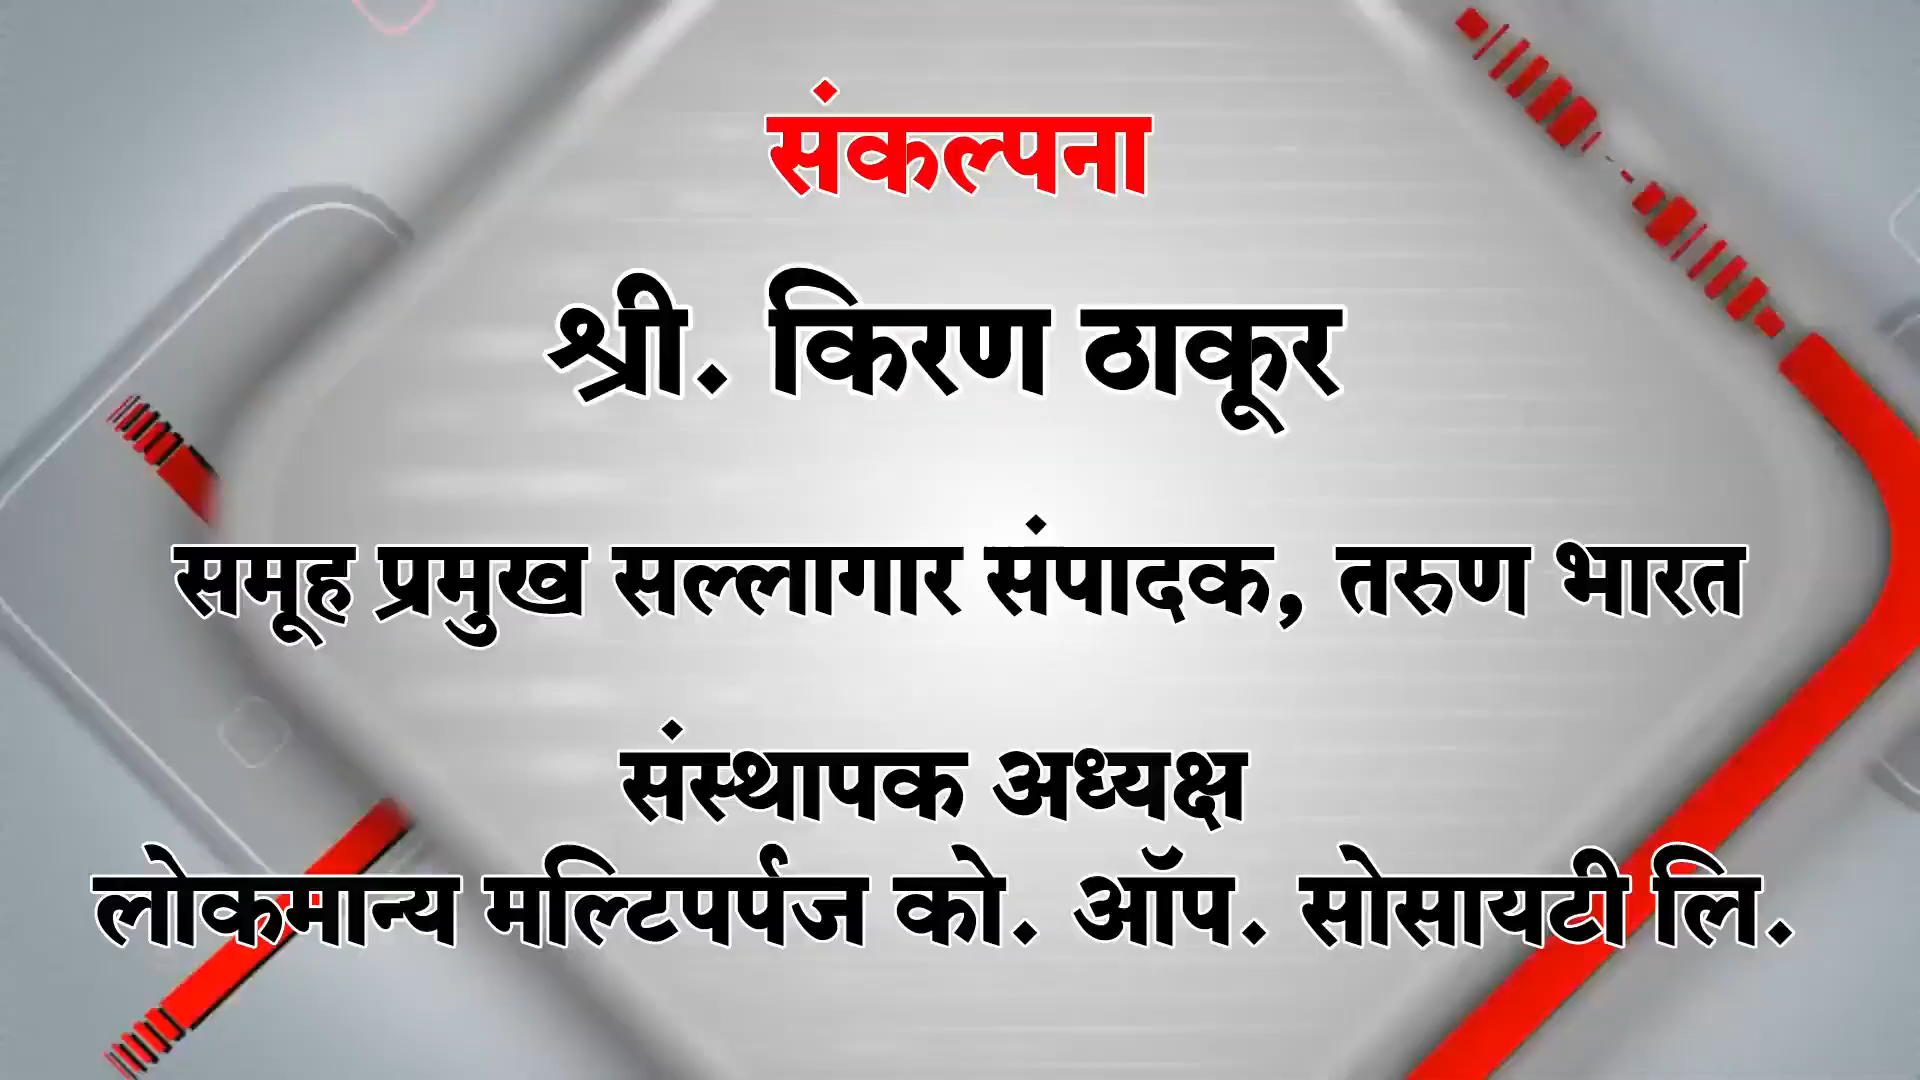 संकल्पना
श्री. किरण ठाकूर
समूह प्रमुख सल्लागार संपादक, तरुण भारत
संस्थापक अध्यक्ष
लोकमान्य मल्टिपर्पज को. ऑप. सोसायटी लि.